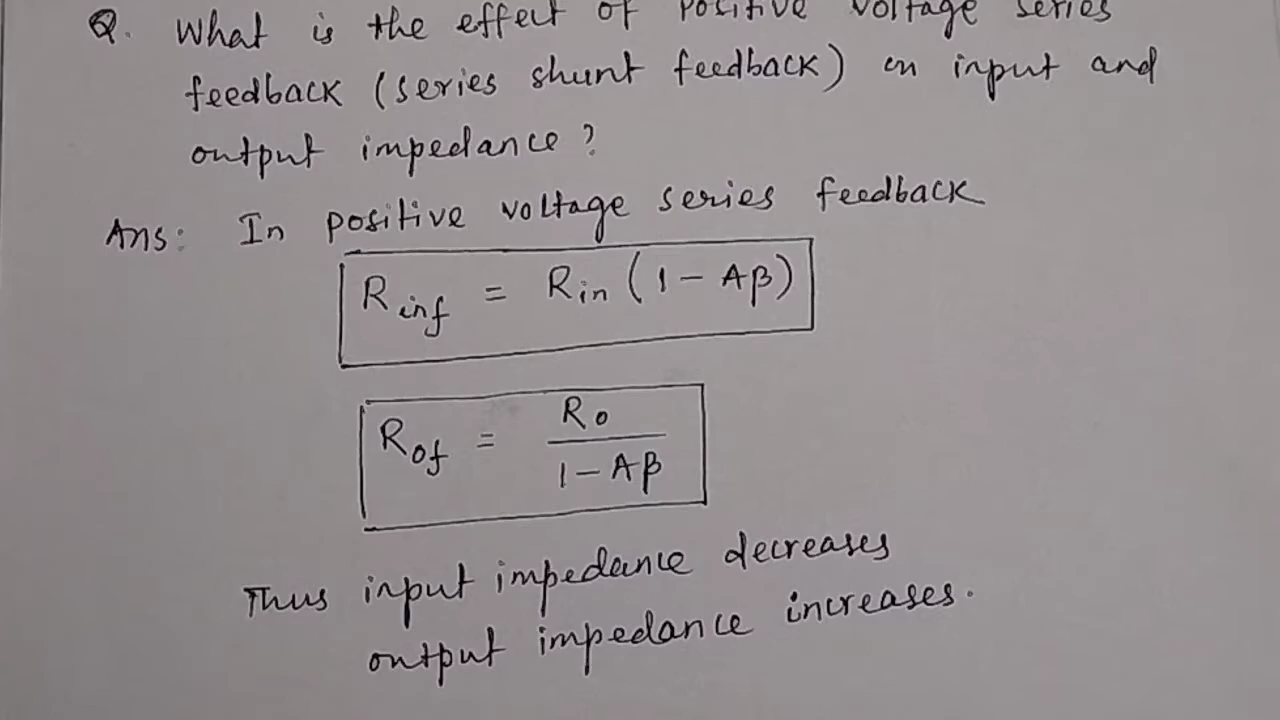 Q. What is the effect of positive voltage series
feedback (series shunt feedback) on input and
output impedance?
Ans: In positive voltage series feedback
Rinf = Rin (1 - Aβ)
Rof = Ro / 1 - Aβ
Thus input impedance decreases
output impedance increases.